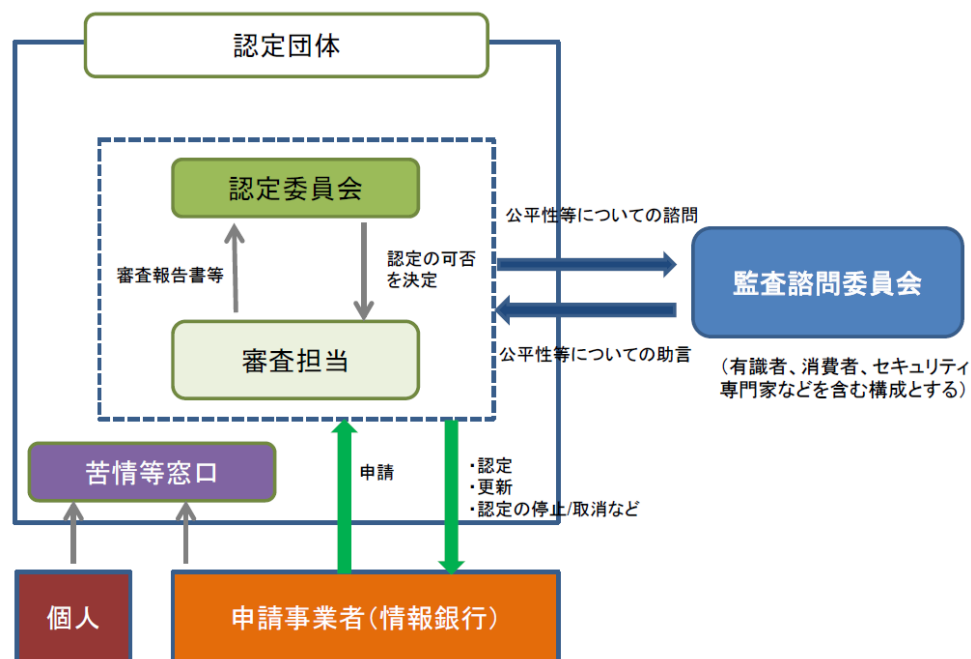 認定団体
認定委員会
公平性等についての諮問
審査報告書等
認定の可否
を決定
監査諮問委員会
審査担当
公平性等についての助言
（有識者、消費者、セキュリティ
専門家などを含む構成とする）
苦情等窓口
申請
・認定
・更新
・認定の停止/取消など
個人
申請事業者（情報銀行）